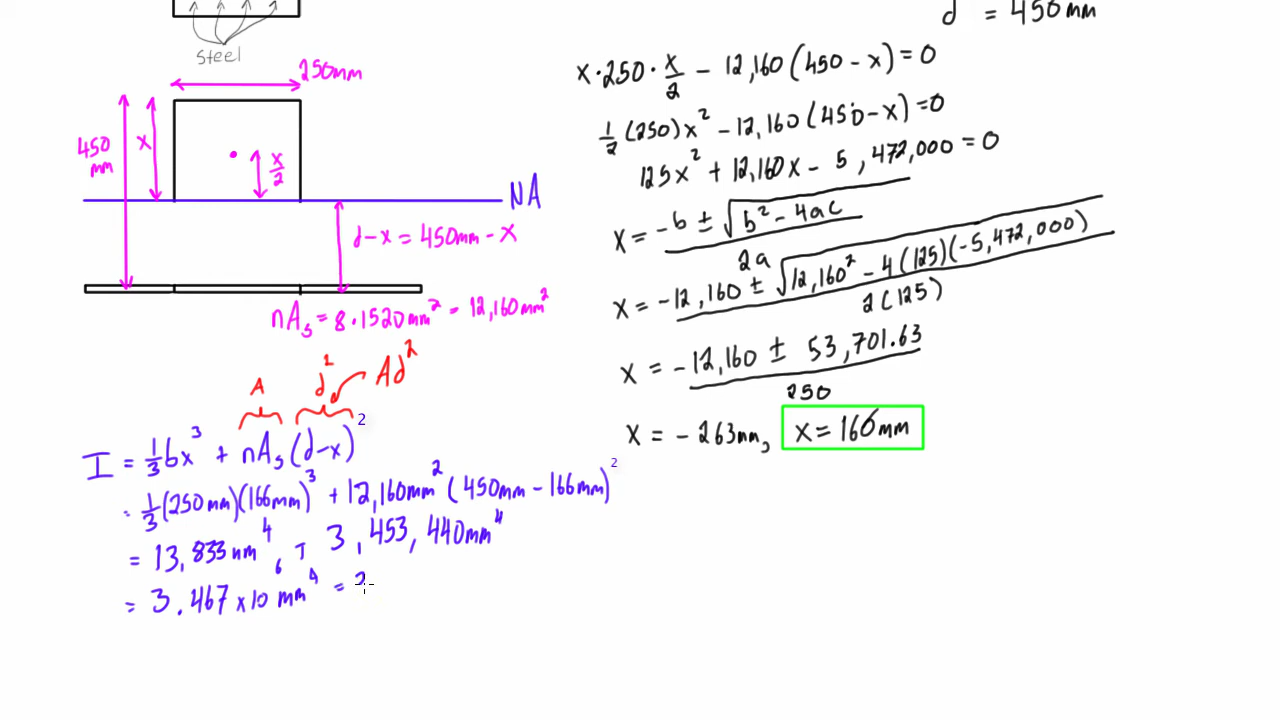 Steel
250mm
450 mm
x
x/2
NA
d-x = 450mm - x
nAs = 8·1520mm² = 12,160mm²
A
d²
Ad²
I = 1/3 bx³ + nAs (d-x)²
= 1/3 (250mm)(166mm)³ + 12,160mm² (450mm - 166mm)²
= 13,833mm⁴ + 3,453,440mm⁴
= 3.467 x 10⁶ mm⁴ =
d = 450mm
x·250·x/2 - 12,160(450-x) = 0
1/2 (250)x² - 12,160(450-x) = 0
125x² + 12,160x - 5,472,000 = 0
x = -b ± √b² - 4ac / 2a
x = -12,160 ± √12,160² - 4(125)(-5,472,000) / 2(125)
x = -12,160 ± 53,701.63 / 250
x = -263mm, x = 166mm